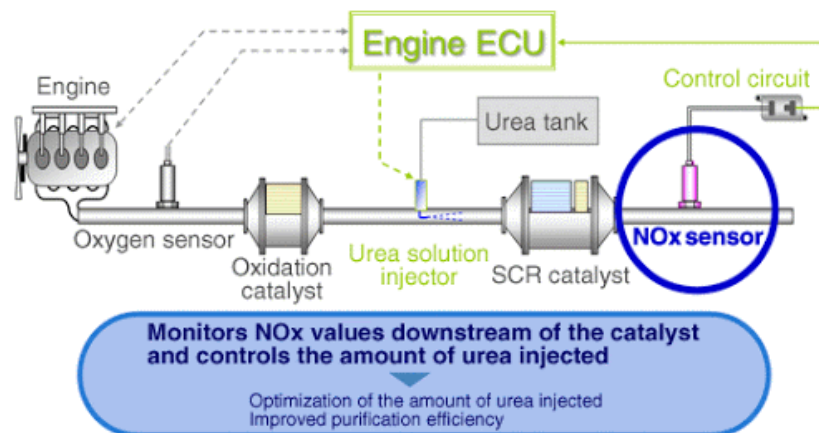 Engine ECU
Engine
Control circuit
Urea tank
Oxygen sensor
NOx sensor
Oxidation
catalyst
Urea solution
injector
SCR catalyst
Monitors NOx values downstream of the catalyst
and controls the amount of urea injected
Optimization of the amount of urea injected
Improved purification efficiency